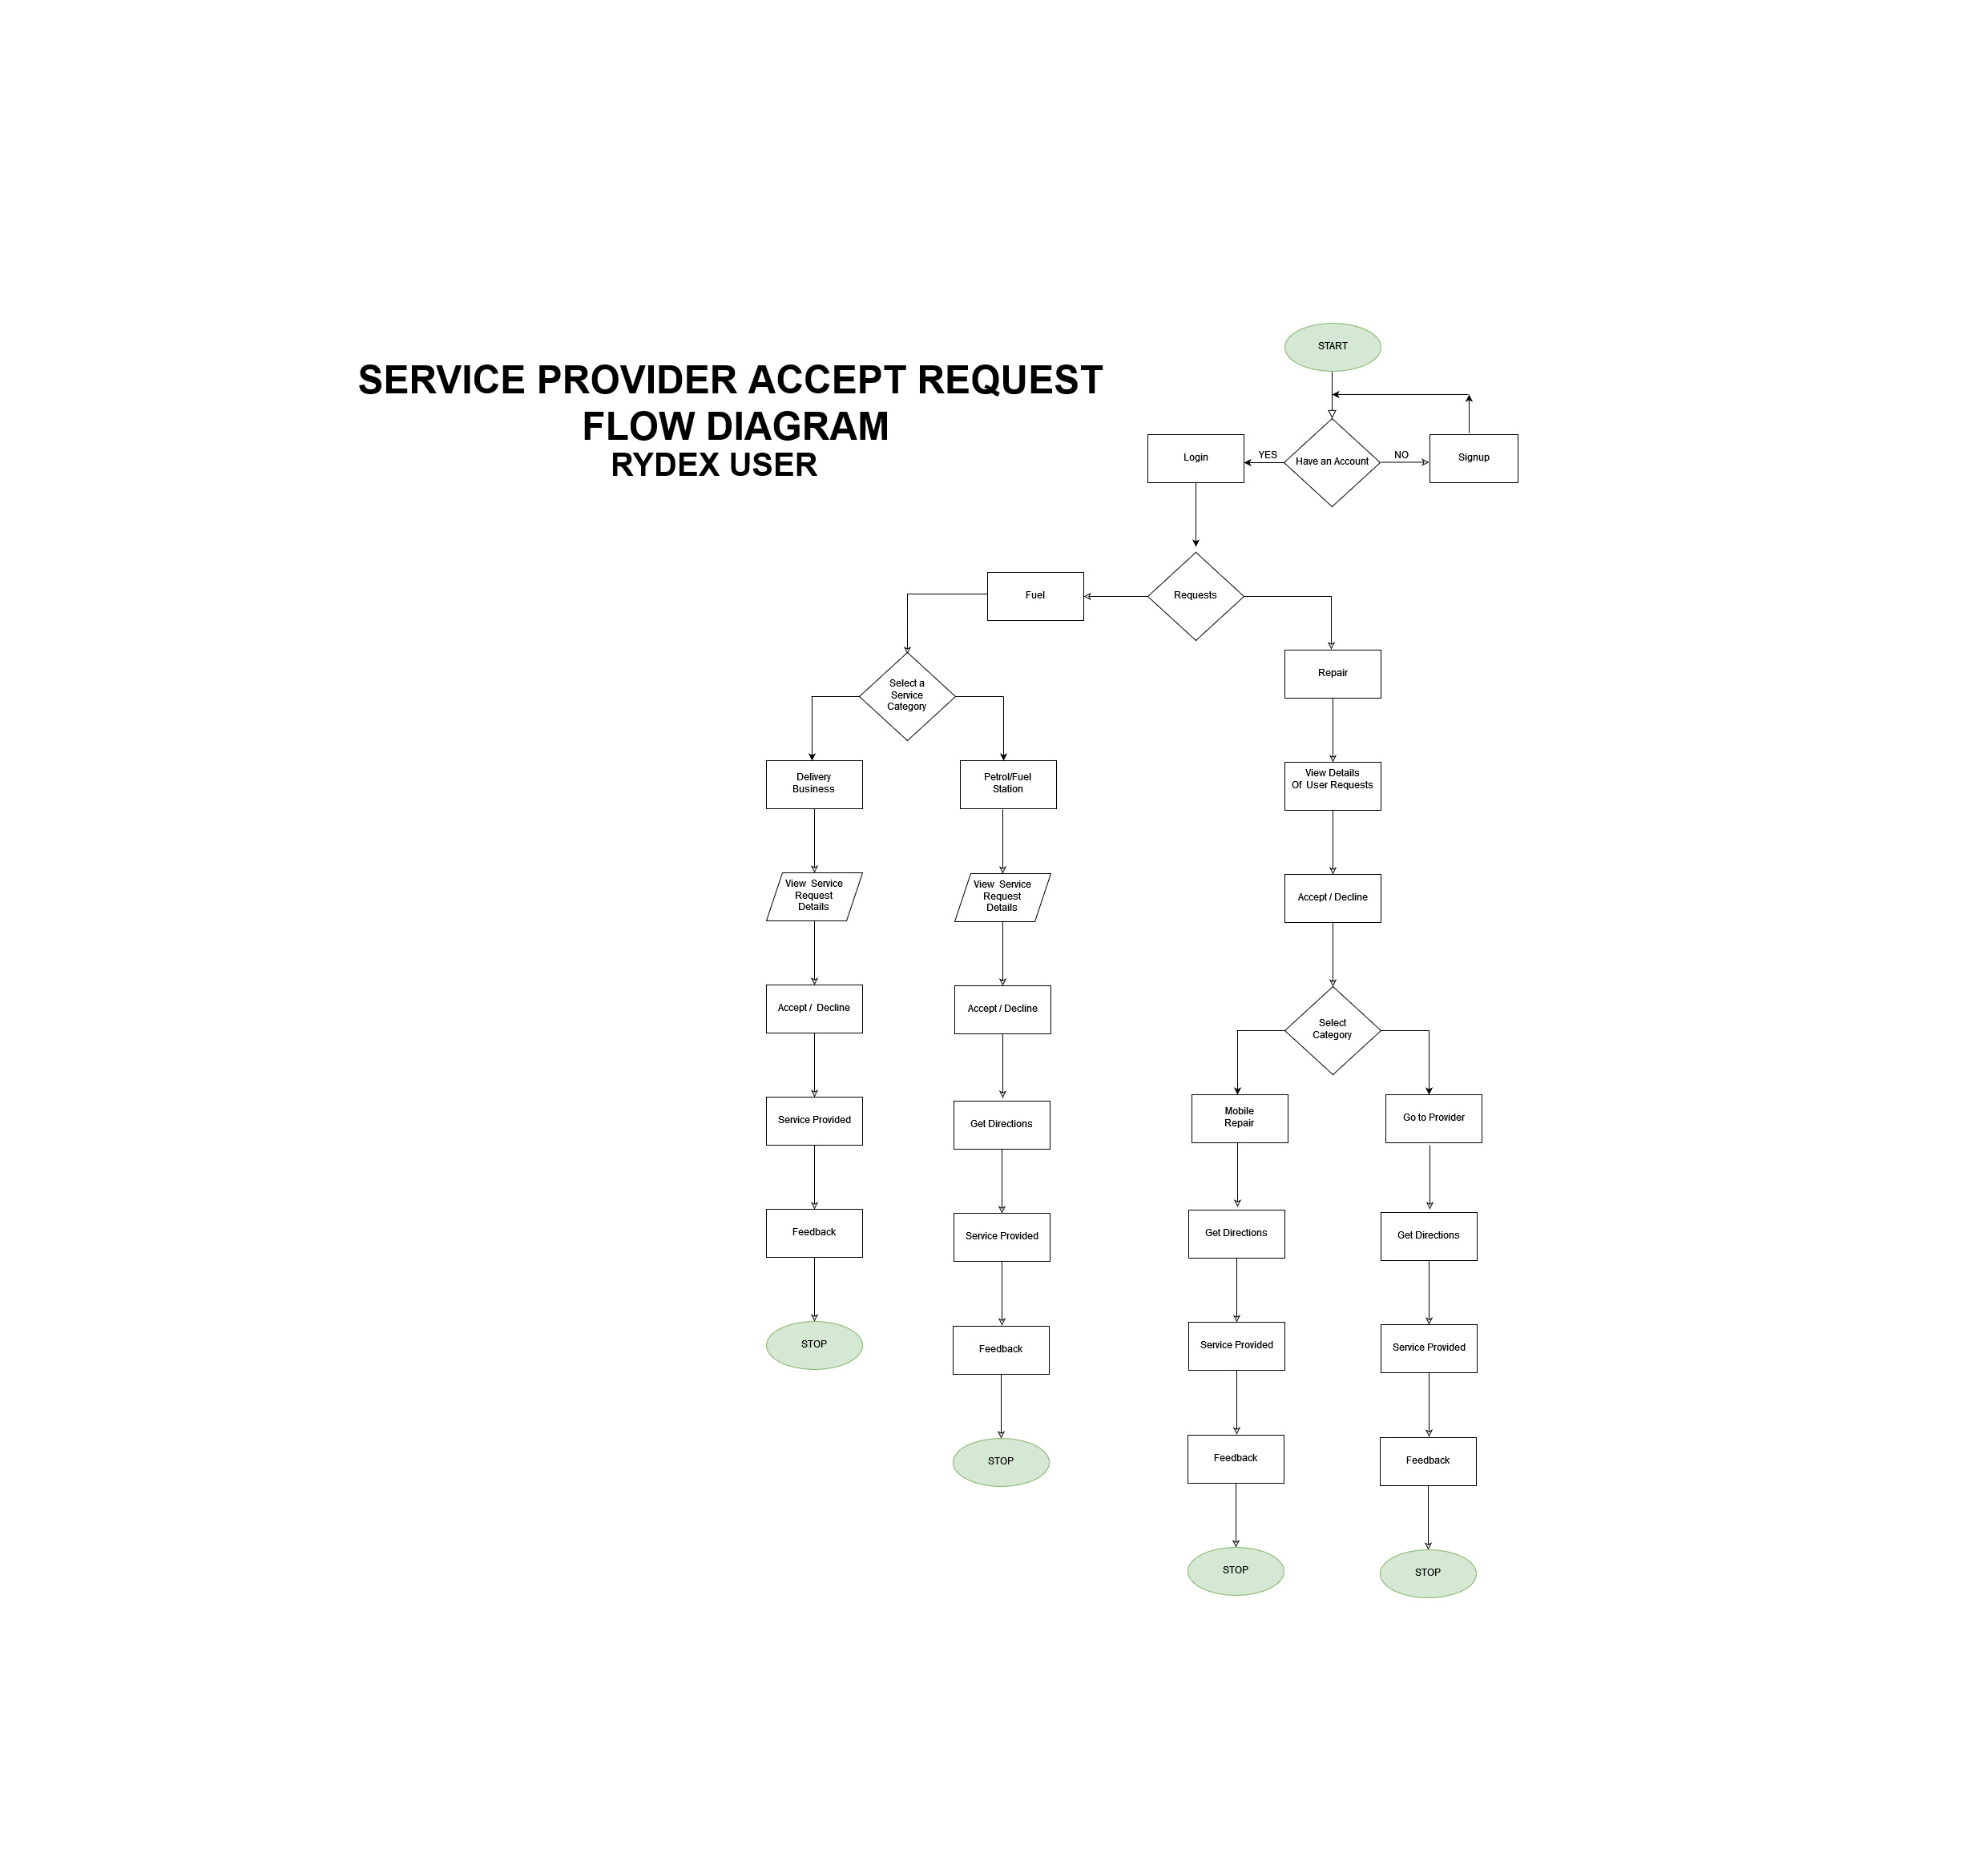 SERVICE PROVIDER ACCEPT REQUEST
FLOW DIAGRAM
RYDEX USER
START
Login
YES
Have an Account
NO
Signup
Fuel
Requests
Repair
Select a
Service
Category
Delivery
Business
Petrol/Fuel
Station
View Details
Of User Requests
View Service
Request
Details
View Service
Request
Details
Accept / Decline
Accept / Decline
Accept / Decline
Select
Category
Service Provided
Get Directions
Mobile
Repair
Go to Provider
Feedback
Service Provided
Get Directions
Get Directions
STOP
Feedback
Service Provided
Service Provided
STOP
Feedback
Feedback
STOP
STOP